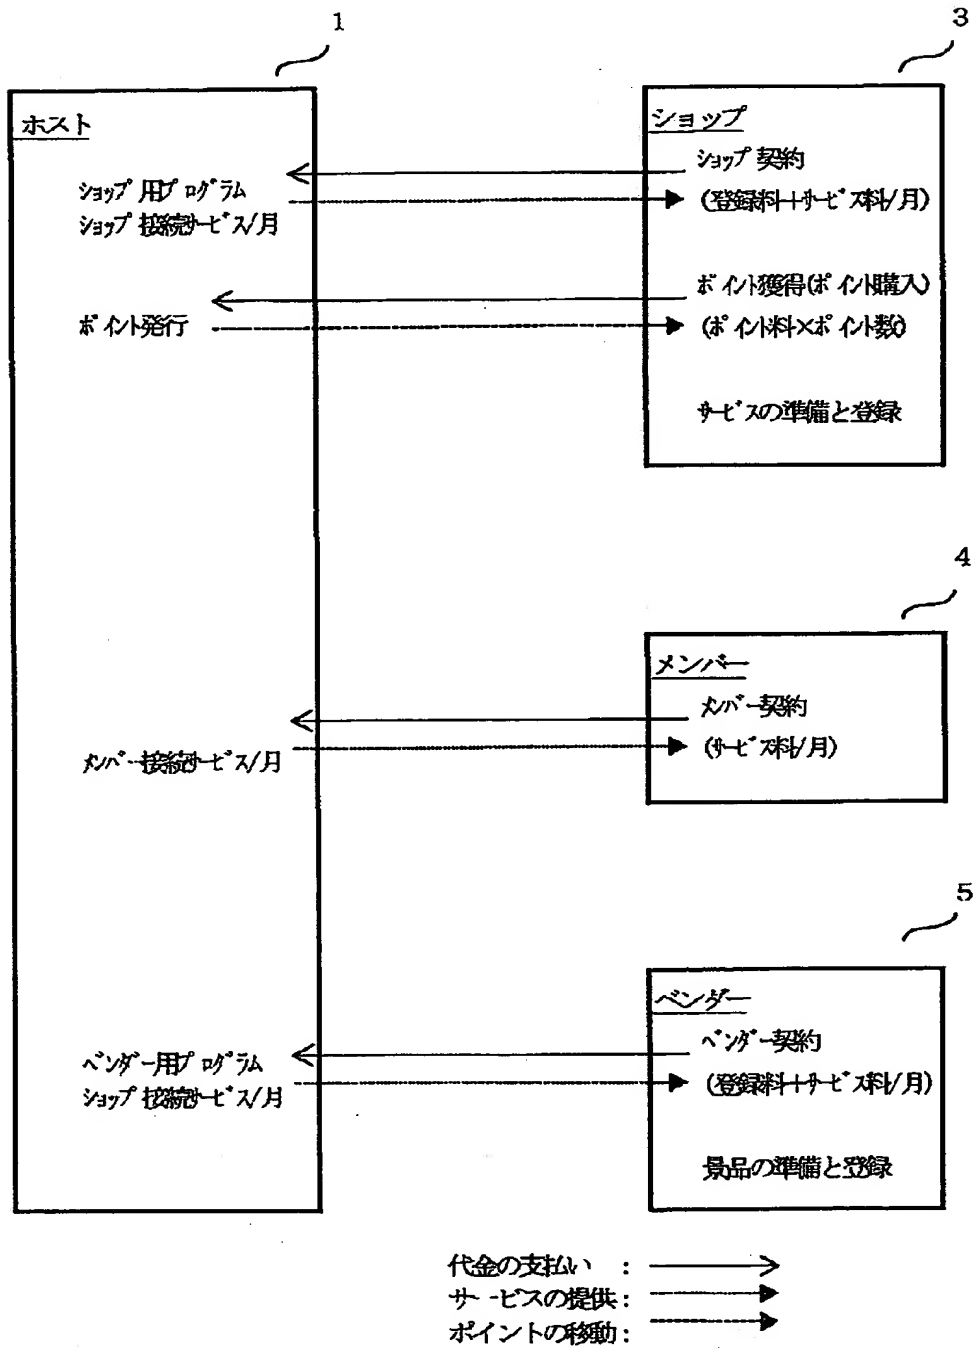 1
3
ホスト
ショップ
ショップ契約
ショップ用プログラム
(登録料+サービス料/月)
ショップ接続サービス/月
ポイント獲得(ポイント購入)
ポイント発行
(ポイント料×ポイント数)
サービスの準備と登録
4
メンバー
メンバー契約
(サービス料/月)
メンバー接続サービス/月
5
ベンダー
ベンダー契約
ベンダー用プログラム
(登録料+サービス料/月)
ショップ接続サービス/月
景品の準備と登録
代金の支払い :
サービスの提供:
ポイントの移動: